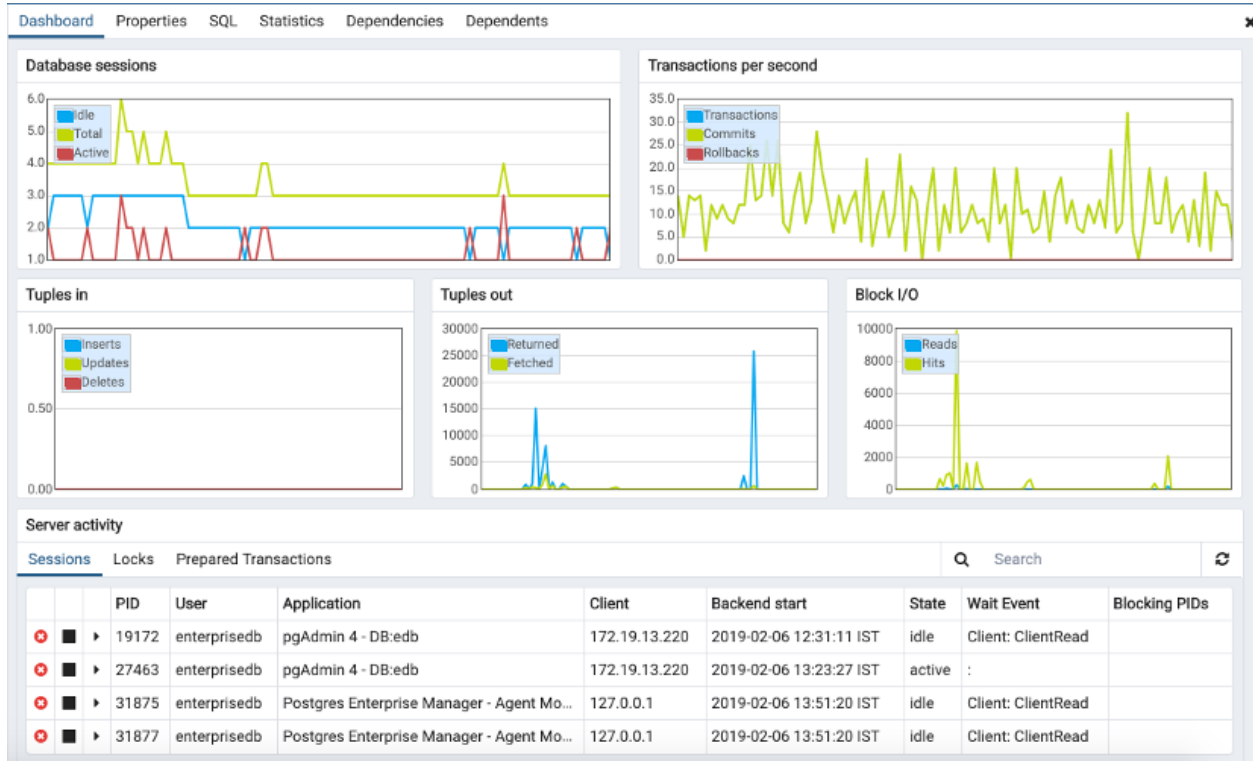 Dashboard Properties SQL Statistics Dependencies Dependents
Database sessions
6.0
5.0
4.0
3.0
2.0
1.0
Idle
Total
Active
Transactions per second
35.0
30.0
25.0
20.0
15.0
10.0
5.0
0.0
Transactions
Commits
Rollbacks
Tuples in
1.00
0.50
0.00
Inserts
Updates
Deletes
Tuples out
30000
25000
20000
15000
10000
5000
0
Returned
Fetched
Block I/O
10000
8000
6000
4000
2000
0
Reads
Hits
Server activity
Sessions Locks Prepared Transactions Search
PID User Application Client Backend start State Wait Event Blocking PIDs
19172 enterprisedb pgAdmin 4 - DB:edb 172.19.13.220 2019-02-06 12:31:11 IST idle Client: ClientRead
27463 enterprisedb pgAdmin 4 - DB:edb 172.19.13.220 2019-02-06 13:23:27 IST active :
31875 enterprisedb Postgres Enterprise Manager - Agent Mo... 127.0.0.1 2019-02-06 13:51:20 IST idle Client: ClientRead
31877 enterprisedb Postgres Enterprise Manager - Agent Mo... 127.0.0.1 2019-02-06 13:51:20 IST idle Client: ClientRead